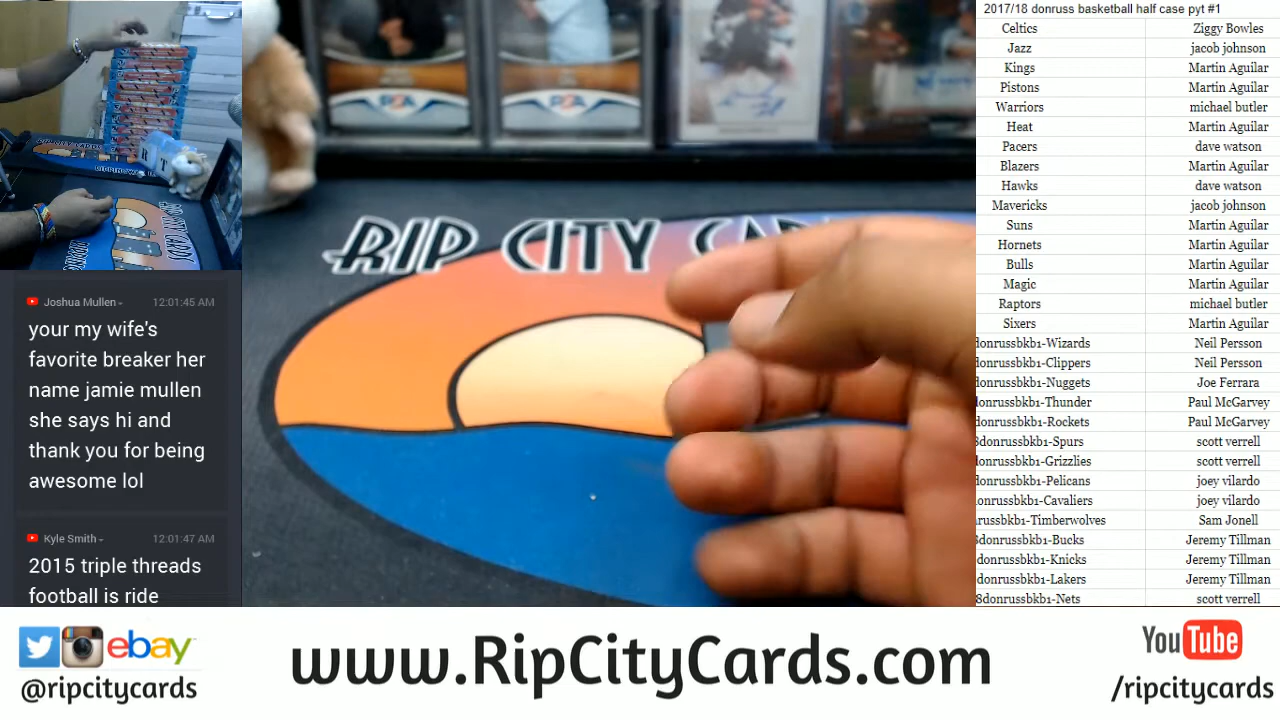 2017/18 donruss basketball half case pyt #1
Celtics Ziggy Bowles
Jazz jacob johnson
Kings Martin Aguilar
Pistons Martin Aguilar
Warriors michael butler
Heat Martin Aguilar
Pacers dave watson
Blazers Martin Aguilar
Hawks dave watson
Mavericks jacob johnson
Suns Martin Aguilar
Hornets Martin Aguilar
Bulls Martin Aguilar
Magic Martin Aguilar
Raptors michael butler
Sixers Martin Aguilar
donrussbkb1-Wizards Neil Persson
donrussbkb1-Clippers Neil Persson
donrussbkb1-Nuggets Joe Ferrara
donrussbkb1-Thunder Paul McGarvey
donrussbkb1-Rockets Paul McGarvey
8donrussbkb1-Spurs scott verrell
donrussbkb1-Grizzlies scott verrell
donrussbkb1-Pelicans joey vilardo
onrussbkb1-Cavaliers joey vilardo
russbkb1-Timberwolves Sam Jonell
8donrussbkb1-Bucks Jeremy Tillman
donrussbkb1-Knicks Jeremy Tillman
donrussbkb1-Lakers Jeremy Tillman
8donrussbkb1-Nets scott verrell
RIP CITY
Joshua Mullen 12:01:45 AM
your my wife's
favorite breaker her
name jamie mullen
she says hi and
thank you for being
awesome lol
Kyle Smith 12:01:47 AM
2015 triple threads
football is ride
ebay
@ripcitycards
www.RipCityCards.com
YouTube
/ripcitycards